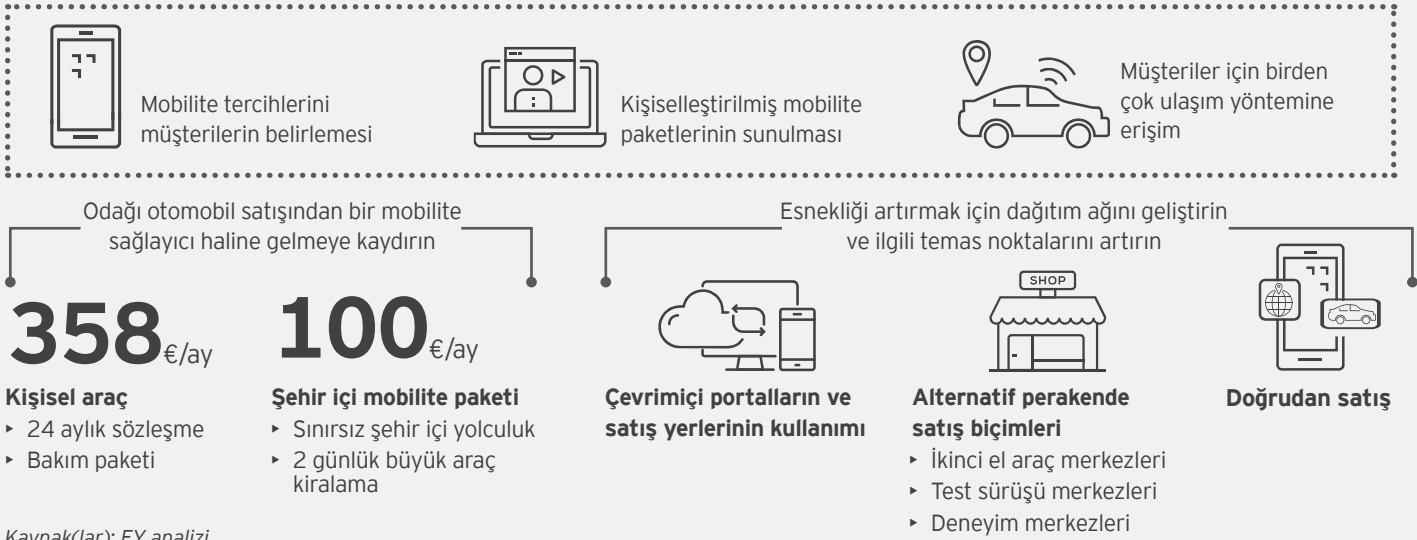 Mobilite tercihlerini
müşterilerin belirlemesi
Kişiselleştirilmiş mobilite
paketlerinin sunulması
Müşteriler için birden
çok ulaşım yöntemine
erişim
Odağı otomobil satışından bir mobilite
sağlayıcı haline gelmeye kaydırın
358€/ay
Kişisel araç
▸ 24 aylık sözleşme
▸ Bakım paketi
100€/ay
Şehir içi mobilite paketi
▸ Sınırsız şehir içi yolculuk
▸ 2 günlük büyük araç
kiralama
Esnekliği artırmak için dağıtım ağını geliştirin
ve ilgili temas noktalarını artırın
Çevrimiçi portalların ve
satış yerlerinin kullanımı
SHOP
Alternatif perakende
satış biçimleri
▸ İkinci el araç merkezleri
▸ Test sürüşü merkezleri
▸ Deneyim merkezleri
Doğrudan satış
Kaynak(lar): EY analizi